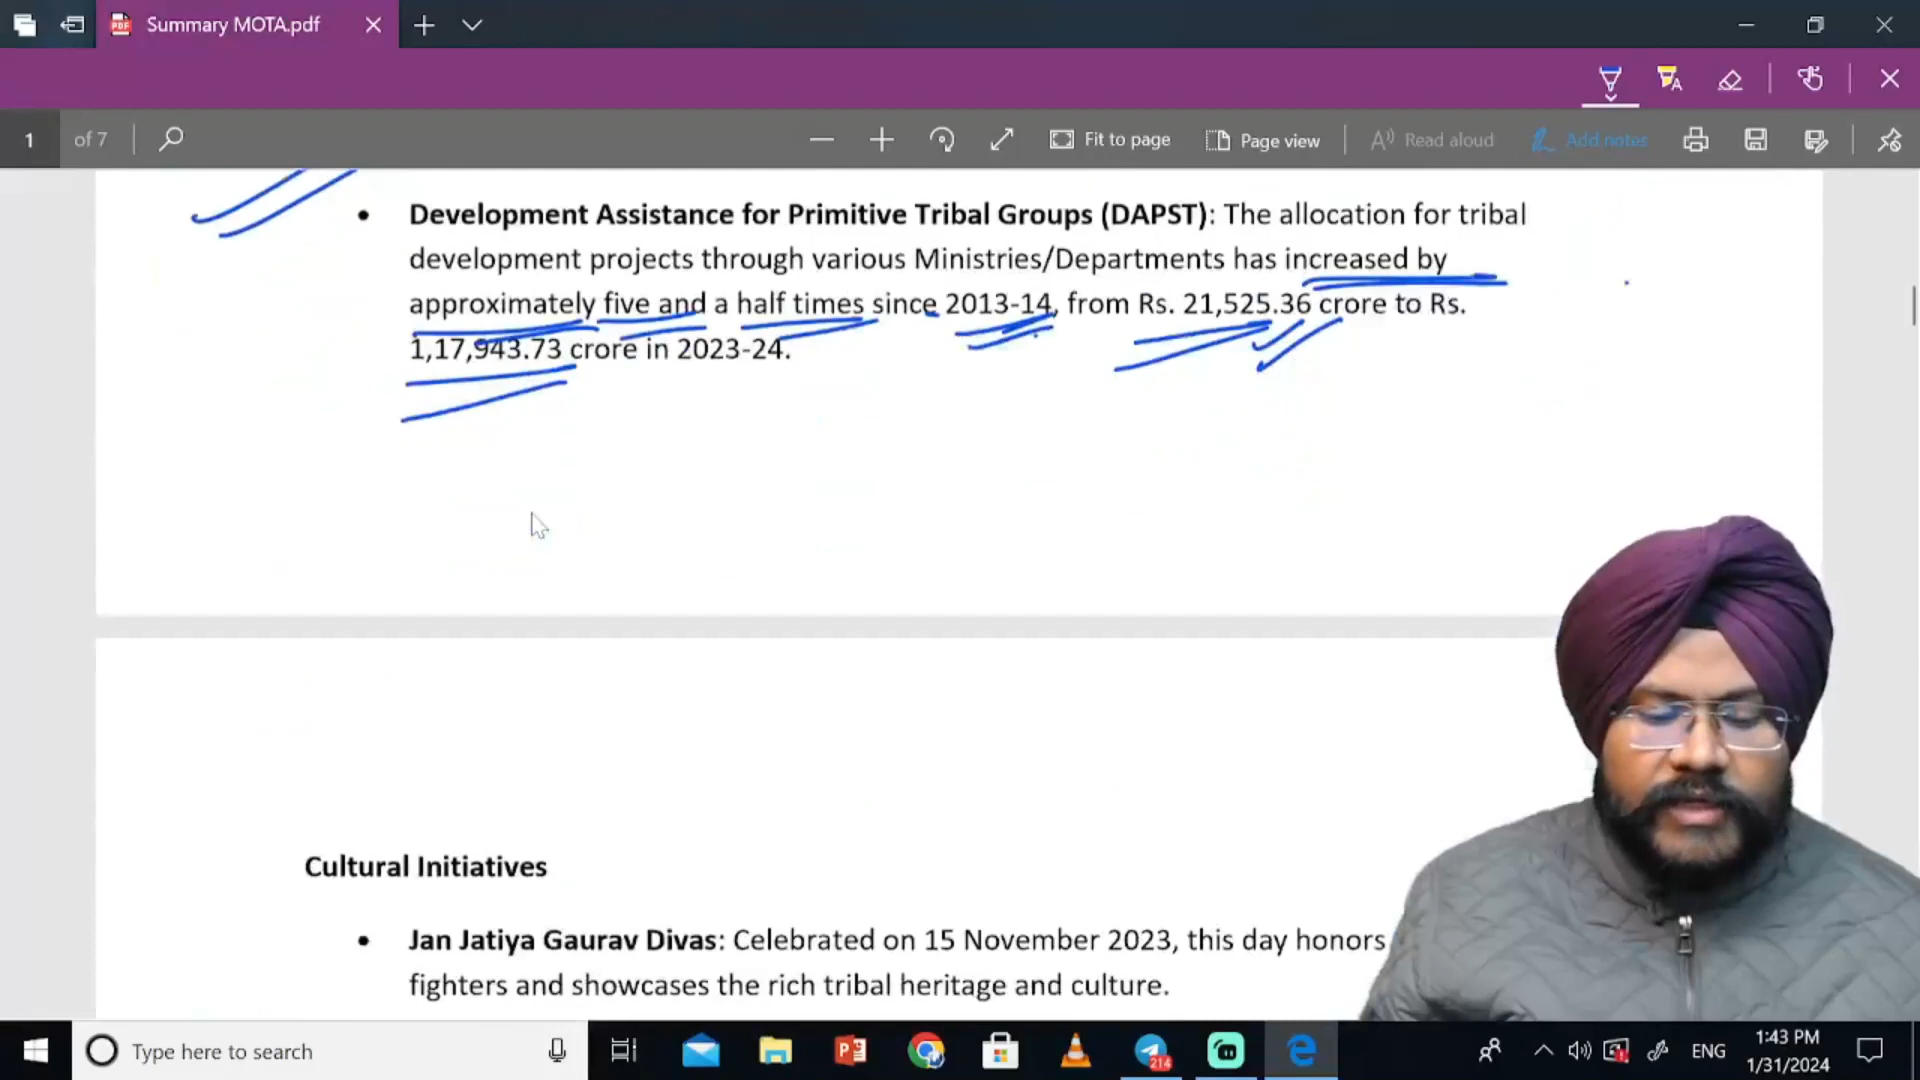 Summary MOTA.pdf
1 of 7
Fit to page
Page view
Read aloud
Add notes
• Development Assistance for Primitive Tribal Groups (DAPST): The allocation for tribal
development projects through various Ministries/Departments has increased by
approximately five and a half times since 2013-14, from Rs. 21,525.36 crore to Rs.
1,17,943.73 crore in 2023-24.
Cultural Initiatives
• Jan Jatiya Gaurav Divas: Celebrated on 15 November 2023, this day honors
fighters and showcases the rich tribal heritage and culture.
Type here to search
214
ENG
1:43 PM
1/31/2024